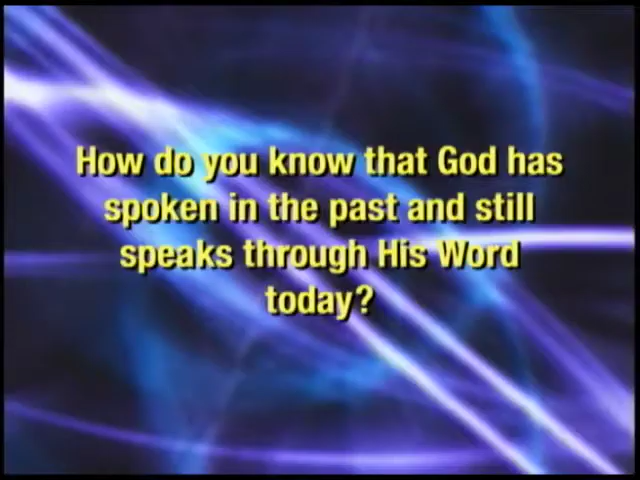 How do you know that God has
spoken in the past and still
speaks through His Word
today?